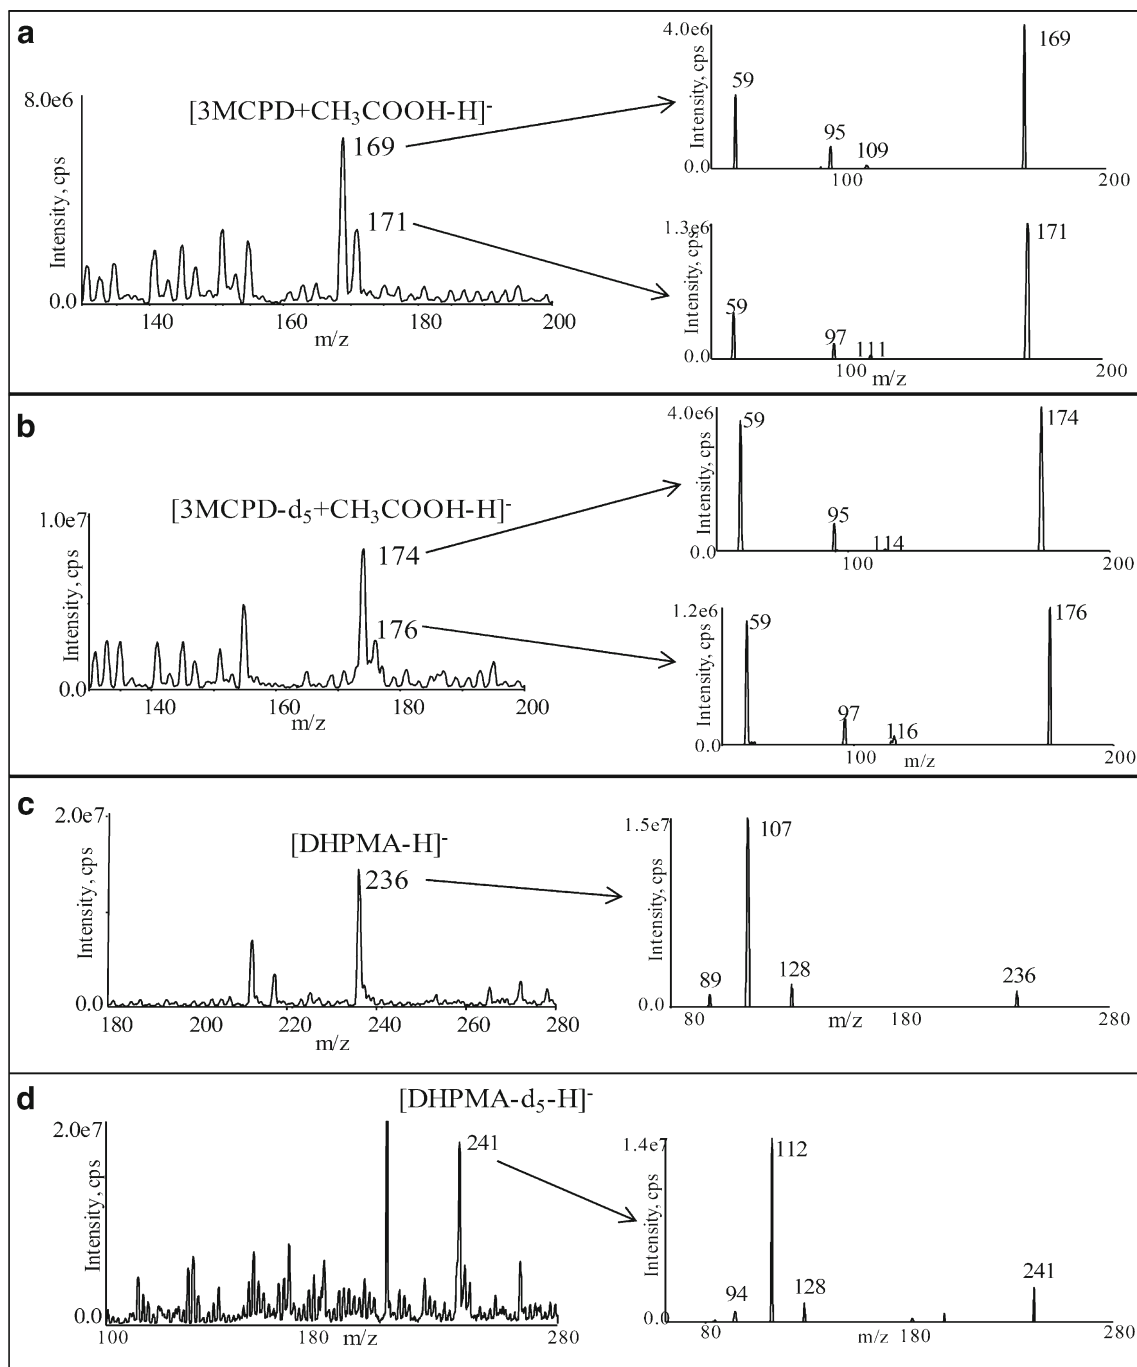 a
8.0e6
Intensity, cps
0.0
[3MCPD+CH₃COOH-H]⁻
169
171
140
160
180
200
m/z
4.0e6
Intensity, cps
0.0
59
95
109
169
100
200
1.3e6
Intensity, cps
0.0
59
97
111
171
100
m/z
200
b
1.0e7
Intensity, cps
0.0
[3MCPD-d₅+CH₃COOH-H]⁻
174
176
140
160
180
200
m/z
4.0e6
Intensity, cps
0.0
59
95
114
174
100
200
1.2e6
Intensity, cps
0.0
59
97
116
176
100
m/z
200
c
2.0e7
Intensity, cps
0.0
[DHPMA-H]⁻
236
180
200
220
240
260
280
m/z
1.5e7
Intensity, cps
0.0
107
89
128
236
80
m/z
180
280
d
2.0e7
Intensity, cps
0.0
[DHPMA-d₅-H]⁻
241
100
180
m/z
280
1.4e7
Intensity, cps
0.0
112
94
128
241
80
m/z
180
280